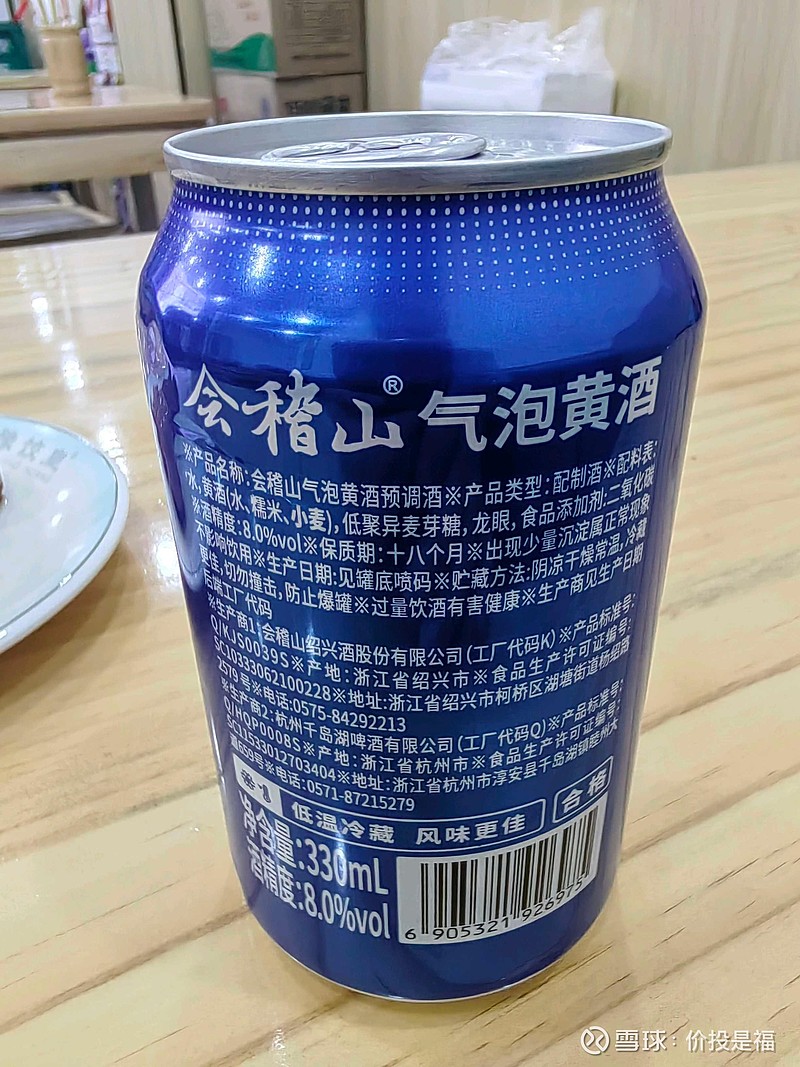 会稽山® 气泡黄酒
※产品名称:会稽山气泡黄酒预调酒※产品类型:配制酒※配料表:
水,黄酒(水、糯米、小麦),低聚异麦芽糖,龙眼,食品添加剂:二氧化碳
※酒精度:8.0%vol※保质期:十八个月※出现少量沉淀属正常现象
不影响饮用※生产日期:见罐底喷码※贮藏方法:阴凉干燥常温,冷藏
更佳,切勿撞击,防止爆罐※过量饮酒有害健康※生产商见生产日期
后端工厂代码
※生产商1:会稽山绍兴酒股份有限公司(工厂代码K)※产品标准号:
Q/KJS0039S※产地:浙江省绍兴市※食品生产许可证编号:
SC10333062100228※地址:浙江省绍兴市柯桥区湖塘街道杨绍路
2579号※电话:0575-84292213
※生产商2:杭州千岛湖啤酒有限公司(工厂代码Q)※产品标准号:
Q/HQP0008S※产地:浙江省杭州市※食品生产许可证编号:
SC11533012703404※地址:浙江省杭州市淳安县千岛湖镇睦州大
道659号※电话:0571-87215279
低温冷藏 风味更佳
合格
净含量:330mL
酒精度:8.0%vol
6 905321 926975
雪球:价投是福